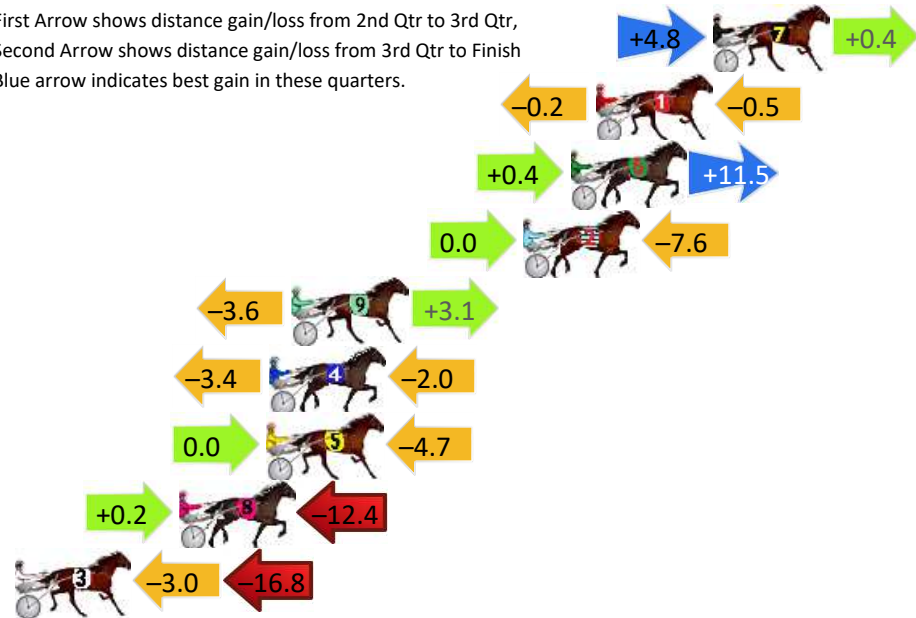 First Arrow shows distance gain/loss from 2nd Qtr to 3rd Qtr,
Second Arrow shows distance gain/loss from 3rd Qtr to Finish
Blue arrow indicates best gain in these quarters.
+4.8 7 +0.4
−0.2 1 −0.5
+0.4 6 +11.5
0.0 2 −7.6
−3.6 9 +3.1
−3.4 4 −2.0
0.0 5 −4.7
+0.2 8 −12.4
3 −3.0 −16.8